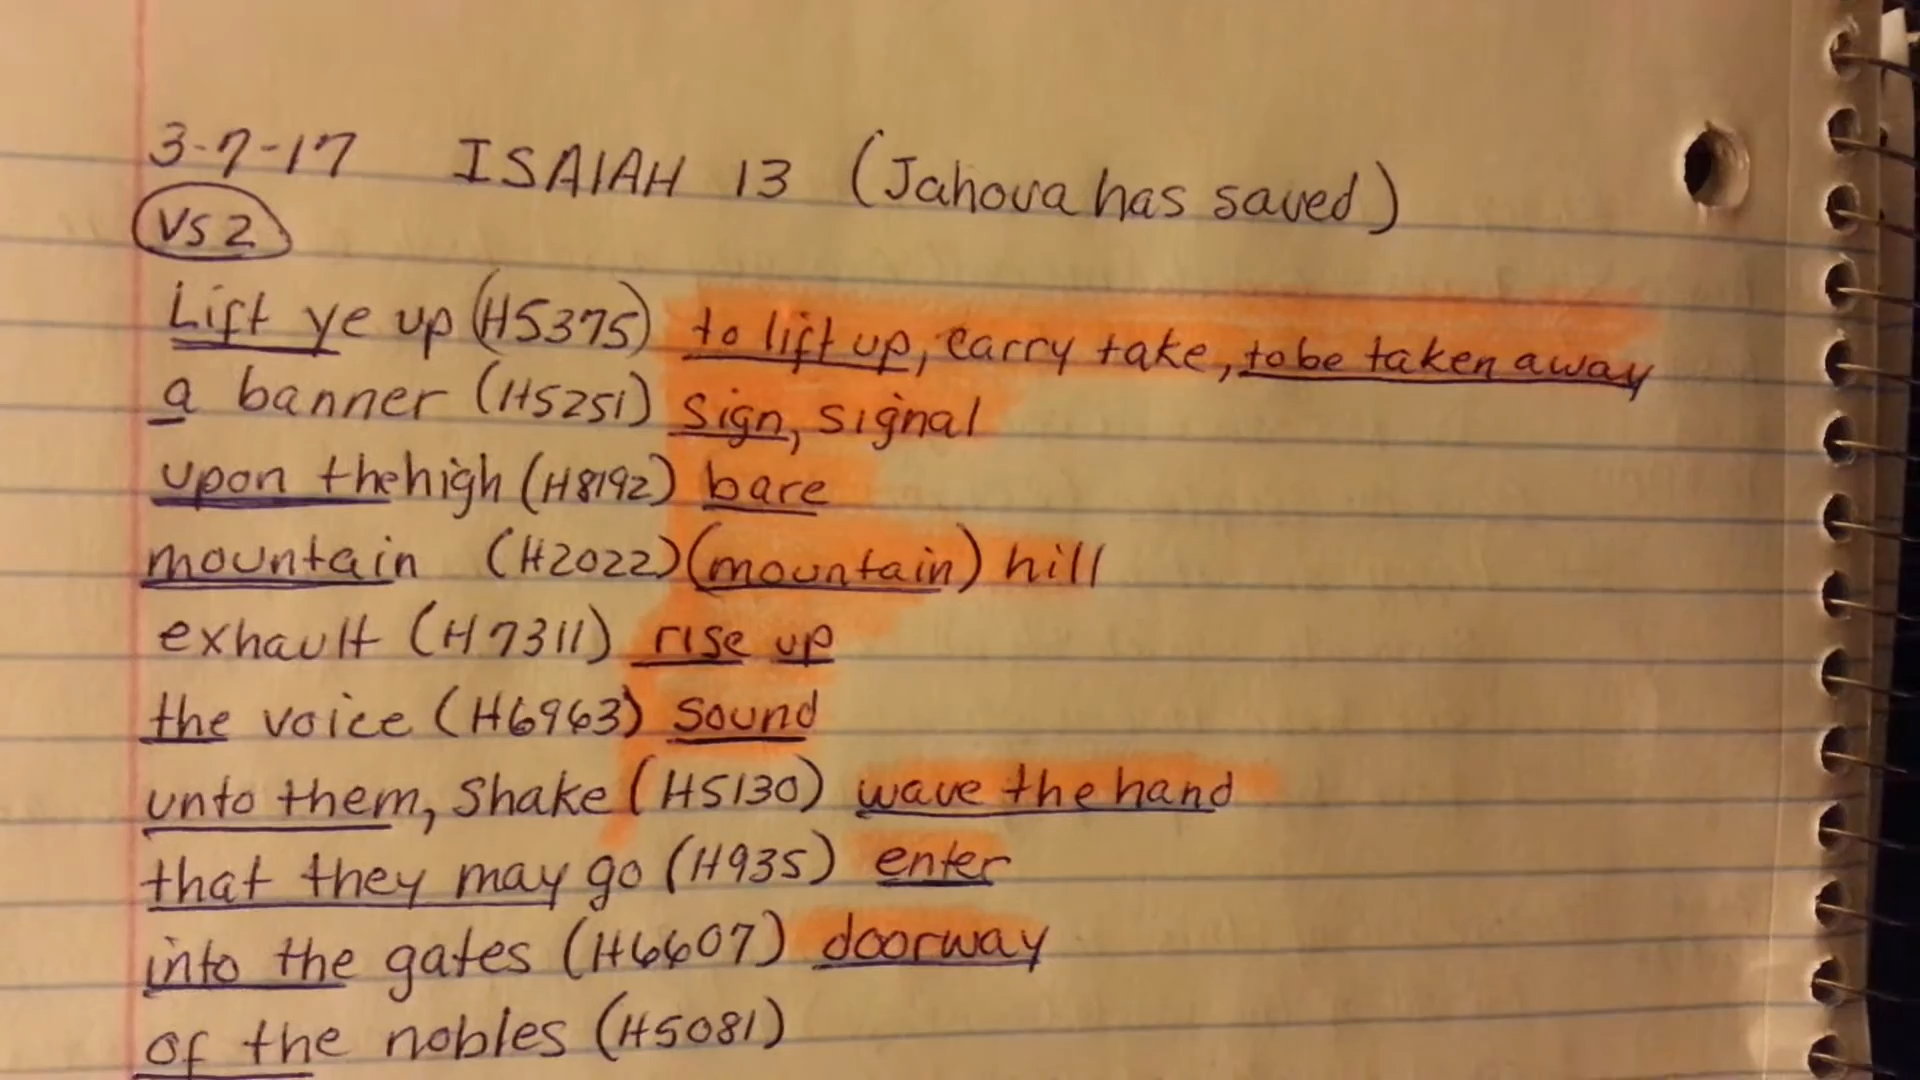 3-7-17 ISAIAH 13 (Jahova has saved)
VS 2
Lift ye up (H5375) to lift up, carry take, to be taken away
a banner (H5251) sign, signal
upon the high (H8192) bare
mountain (H2022) (mountain) hill
exhault (H7311) rise up
the voice (H6963) sound
unto them, Shake (H5130) wave the hand
that they may go (H935) enter
into the gates (H6607) doorway
of the nobles (H5081)